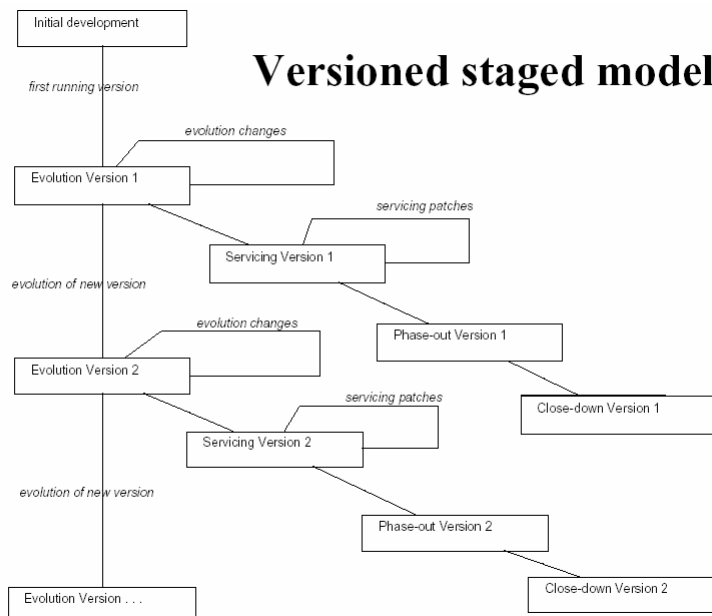 Initial development
Versioned staged model
first running version
evolution changes
Evolution Version 1
servicing patches
Servicing Version 1
evolution of new version
evolution changes
Phase-out Version 1
Evolution Version 2
servicing patches
Close-down Version 1
Servicing Version 2
evolution of new version
Phase-out Version 2
Close-down Version 2
Evolution Version . . .